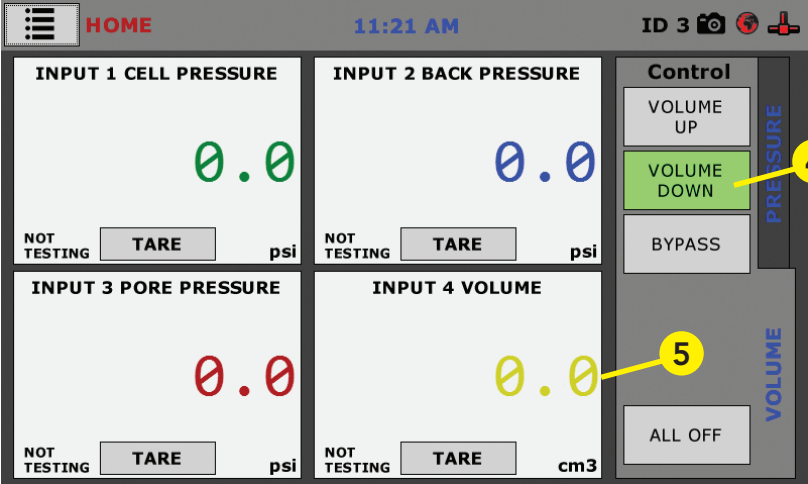 HOME
11:21 AM
ID 3
INPUT 1 CELL PRESSURE
0.0
NOT
TESTING
TARE
psi
INPUT 2 BACK PRESSURE
0.0
NOT
TESTING
TARE
psi
INPUT 3 PORE PRESSURE
0.0
NOT
TESTING
TARE
psi
INPUT 4 VOLUME
0.0
NOT
TESTING
TARE
cm3
5
Control
VOLUME
UP
VOLUME
DOWN
BYPASS
ALL OFF
PRESSURE
VOLUME